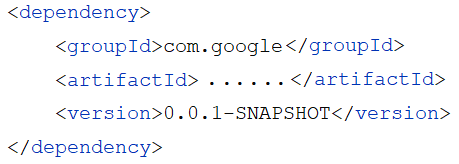 <dependency>
<groupId>com.google</groupId>
<artifactId> ......</artifactId>
<version>0.0.1-SNAPSHOT</version>
</dependency>